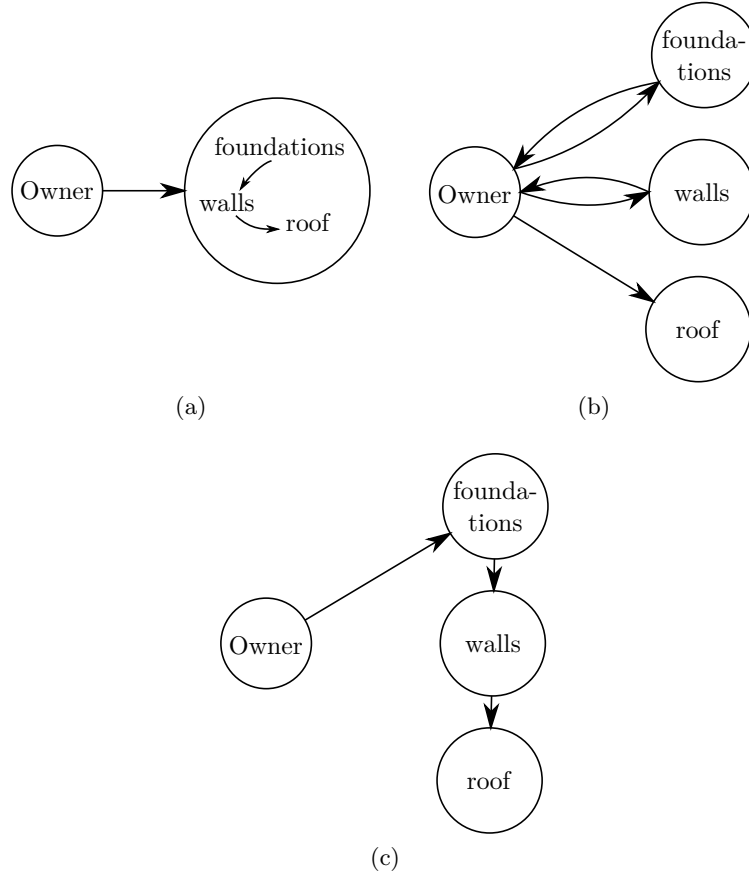 Owner
foundations
walls
roof
(a)
founda-
tions
Owner
walls
roof
(b)
founda-
tions
Owner
walls
roof
(c)